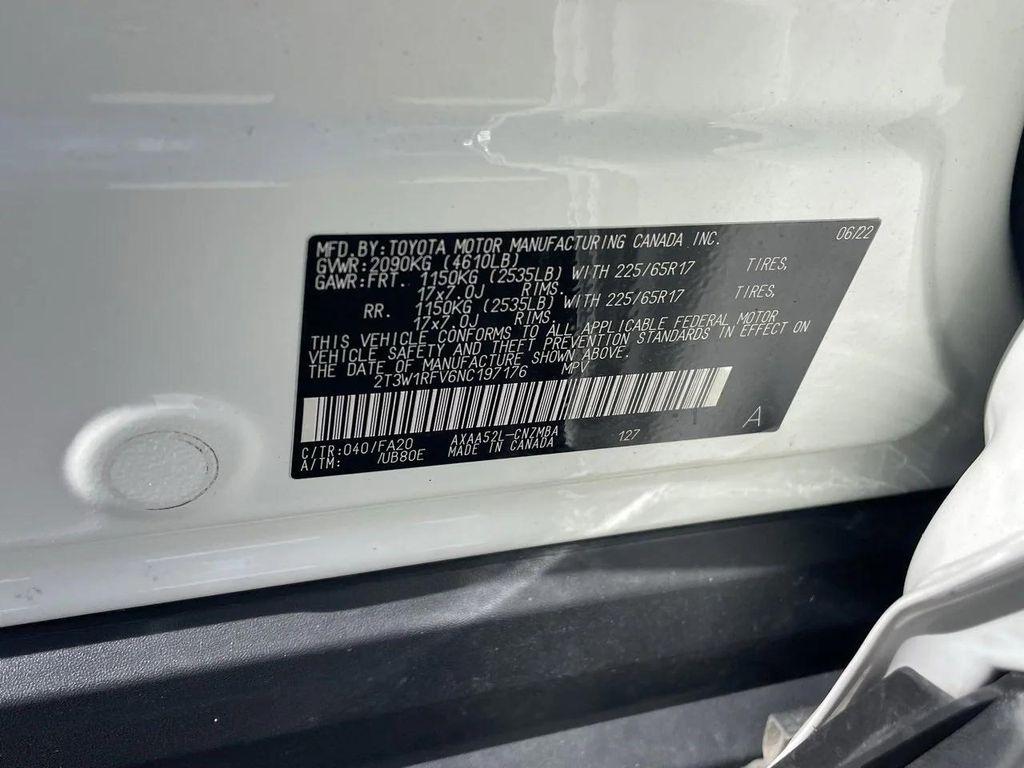 MFD.BY:TOYOTA MOTOR MANUFACTURING CANADA INC. 06/22
GVWR:2090KG (4610LB)
GAWR:FRT. 1150KG (2535LB) WITH 225/65R17 TIRES,
17x7.0J RIMS.
RR. 1150KG (2535LB) WITH 225/65R17 TIRES,
17x7.0J RIMS.
THIS VEHICLE CONFORMS TO ALL APPLICABLE FEDERAL MOTOR
VEHICLE SAFETY AND THEFT PREVENTION STANDARDS IN EFFECT ON
THE DATE OF MANUFACTURE SHOWN ABOVE.
2T3W1RFV6NC197176 MPV
C/TR:040/FA20 AXAA52L-CNZMBA 127 A
A/TM: /UB80E MADE IN CANADA